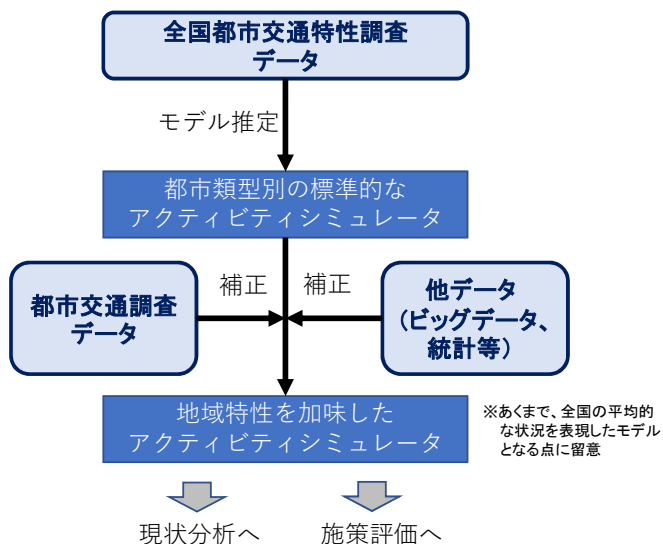 全国都市交通特性調査
データ
モデル推定
都市類型別の標準的な
アクティビティシミュレータ
都市交通調査
データ
補正
補正
他データ
（ビッグデータ、
統計等）
地域特性を加味した
アクティビティシミュレータ
※あくまで、全国の平均的
な状況を表現したモデル
となる点に留意
現状分析へ
施策評価へ